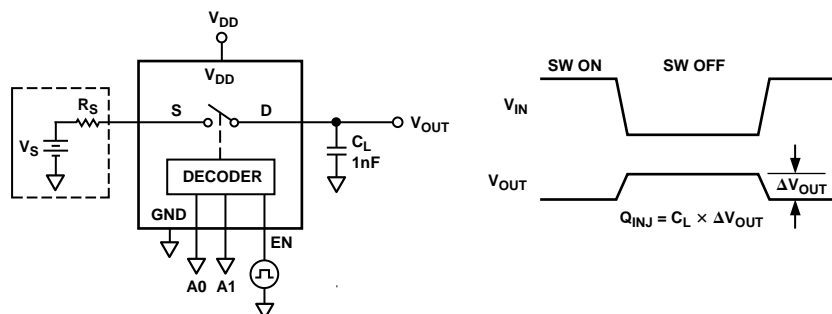 VDD
VDD
RS
S
D
VS
VOUT
CL
1nF
DECODER
GND
EN
A0
A1
SW ON
SW OFF
VIN
VOUT
ΔVOUT
QINJ = CL × ΔVOUT